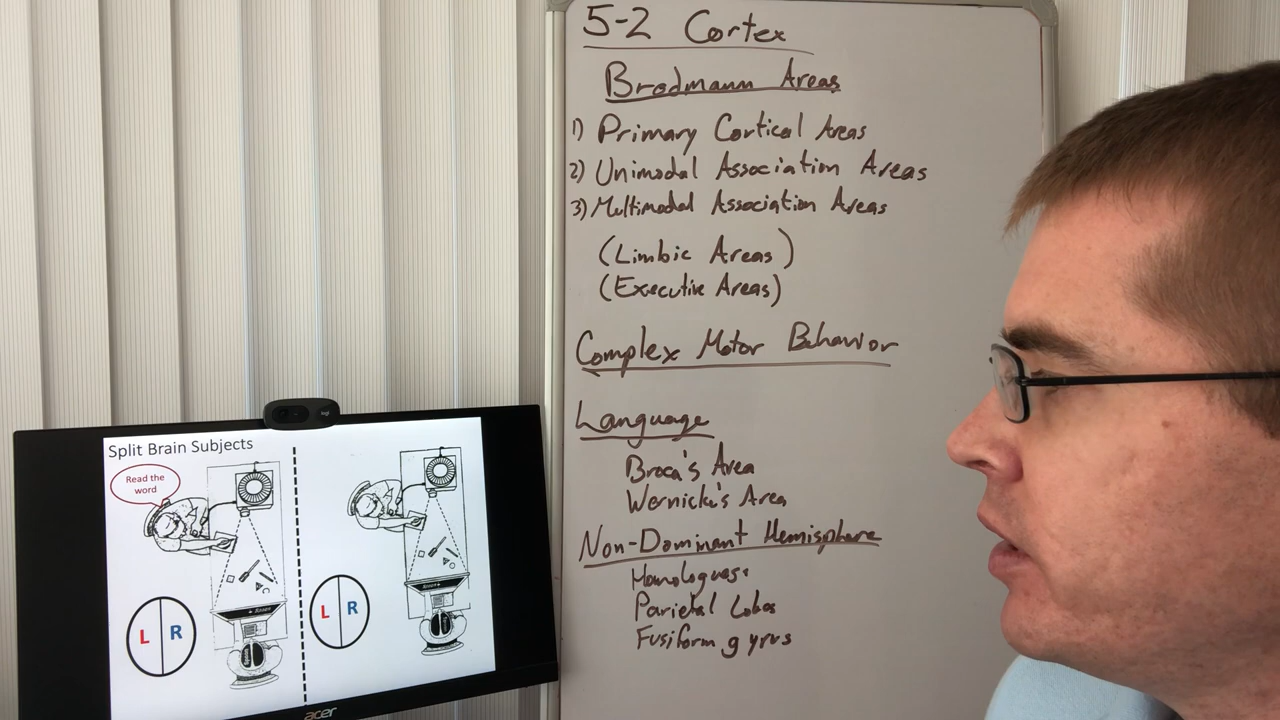 5-2 Cortex
Brodmann Areas
1) Primary Cortical Areas
2) Unimodal Association Areas
3) Multimodal Association Areas
(Limbic Areas)
(Executive Areas)
Complex Motor Behavior
Language
Broca's Area
Wernicke's Area
Non-Dominant Hemisphere
Homologues
Parietal Lobes
Fusiform gyrus
Split Brain Subjects
Read the
word
L R
L R
acer